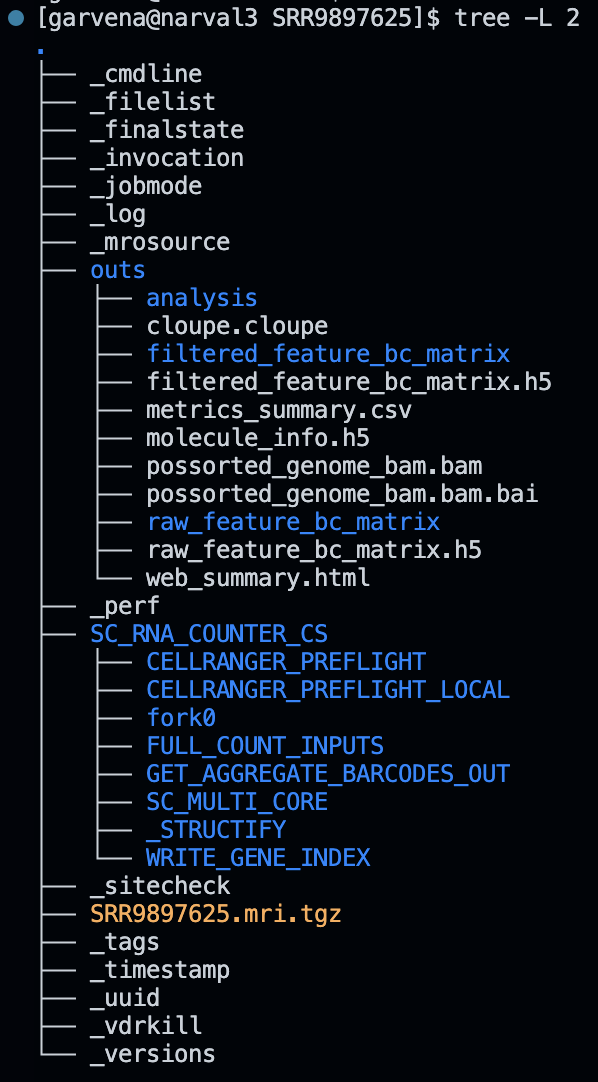 [garvena@narval3 SRR9897625]$ tree -L 2
.
├── _cmdline
├── _filelist
├── _finalstate
├── _invocation
├── _jobmode
├── _log
├── _mrosource
├── outs
│   ├── analysis
│   ├── cloupe.cloupe
│   ├── filtered_feature_bc_matrix
│   ├── filtered_feature_bc_matrix.h5
│   ├── metrics_summary.csv
│   ├── molecule_info.h5
│   ├── possorted_genome_bam.bam
│   ├── possorted_genome_bam.bam.bai
│   ├── raw_feature_bc_matrix
│   ├── raw_feature_bc_matrix.h5
│   └── web_summary.html
├── _perf
├── SC_RNA_COUNTER_CS
│   ├── CELLRANGER_PREFLIGHT
│   ├── CELLRANGER_PREFLIGHT_LOCAL
│   ├── fork0
│   ├── FULL_COUNT_INPUTS
│   ├── GET_AGGREGATE_BARCODES_OUT
│   ├── SC_MULTI_CORE
│   ├── _STRUCTIFY
│   └── WRITE_GENE_INDEX
├── _sitecheck
├── SRR9897625.mri.tgz
├── _tags
├── _timestamp
├── _uuid
├── _vdrkill
└── _versions